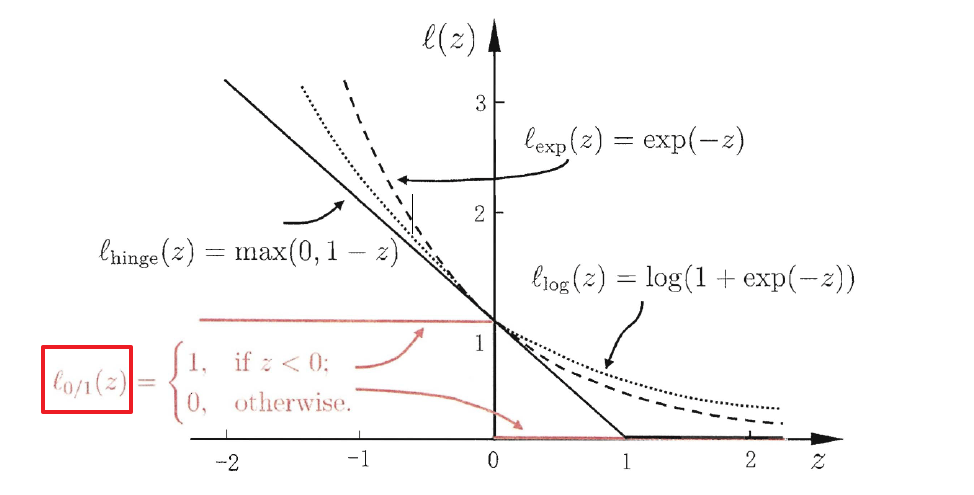 ℓ(z)
3
ℓ_exp(z) = exp(−z)
2
ℓ_hinge(z) = max(0, 1 − z)
ℓ_log(z) = log(1 + exp(−z))
1
ℓ_0/1(z) = { 1, if z < 0;
0, otherwise.
−2 −1 0 1 2 z